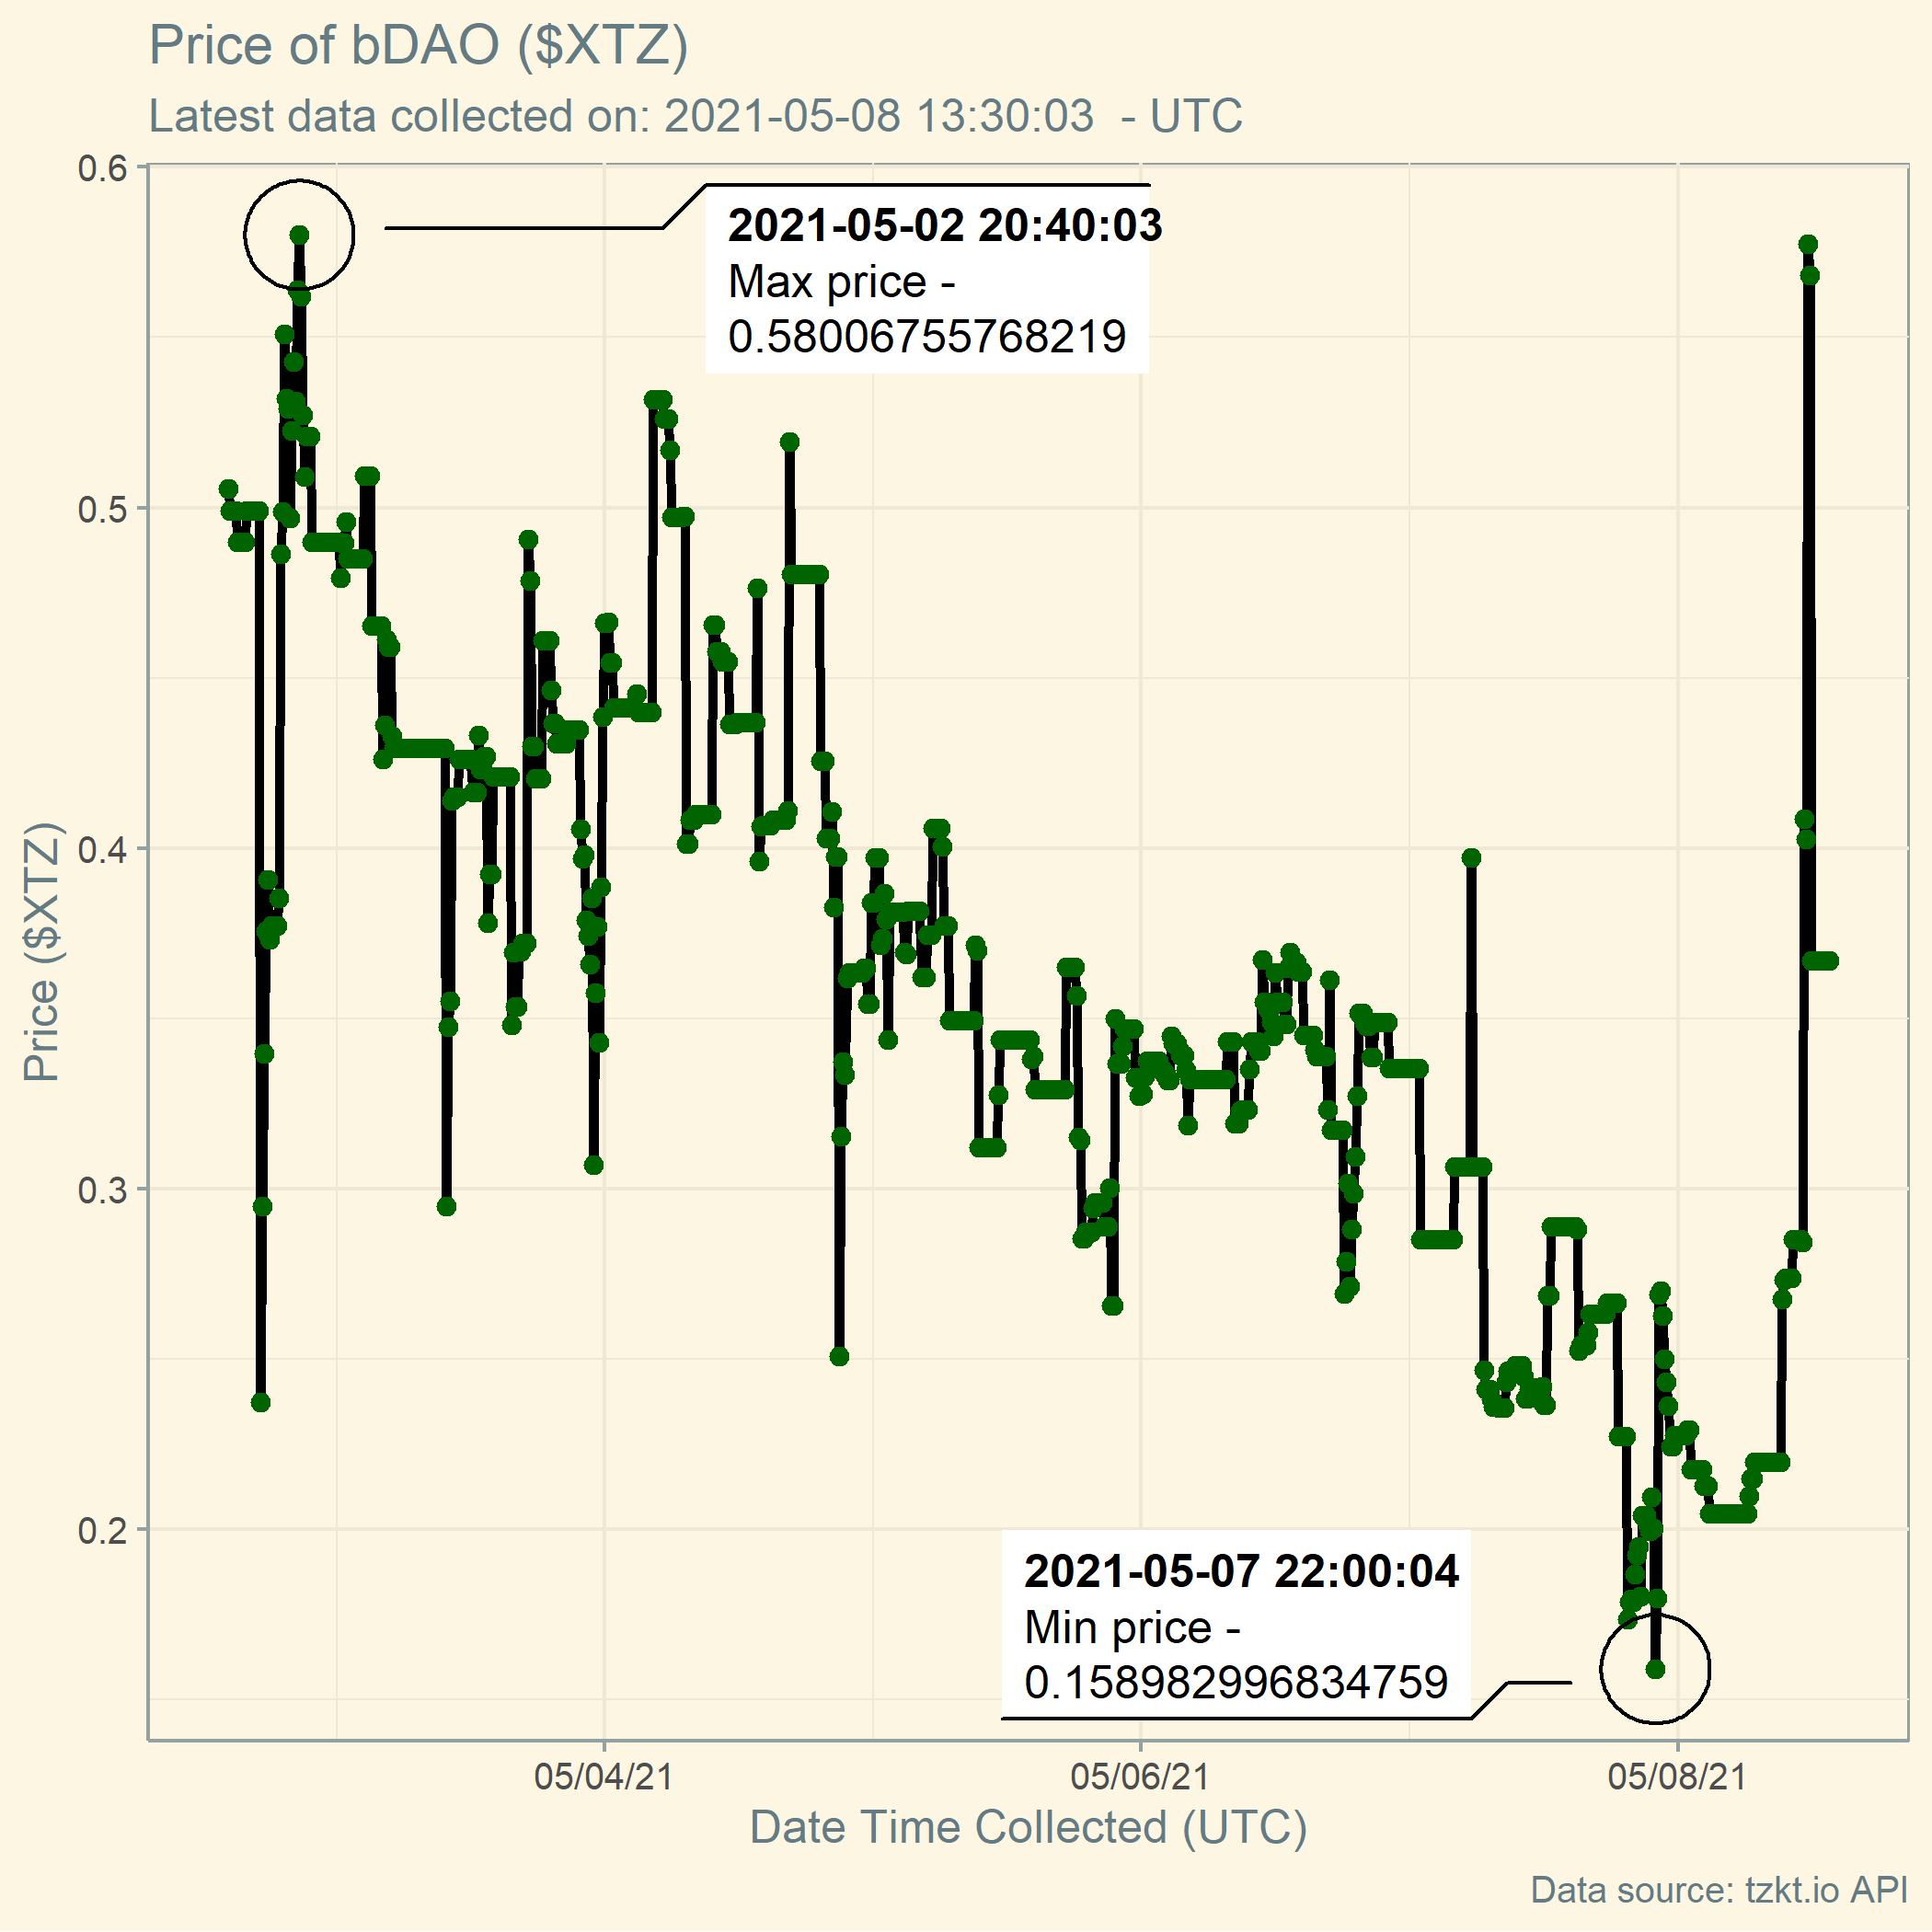 Price of bDAO ($XTZ)
Latest data collected on: 2021-05-08 13:30:03  - UTC
0.6
0.5
0.4
0.3
0.2
Price ($XTZ)
2021-05-02 20:40:03
Max price -
0.58006755768219
2021-05-07 22:00:04
Min price -
0.158982996834759
05/04/21
05/06/21
05/08/21
Date Time Collected (UTC)
Data source: tzkt.io API